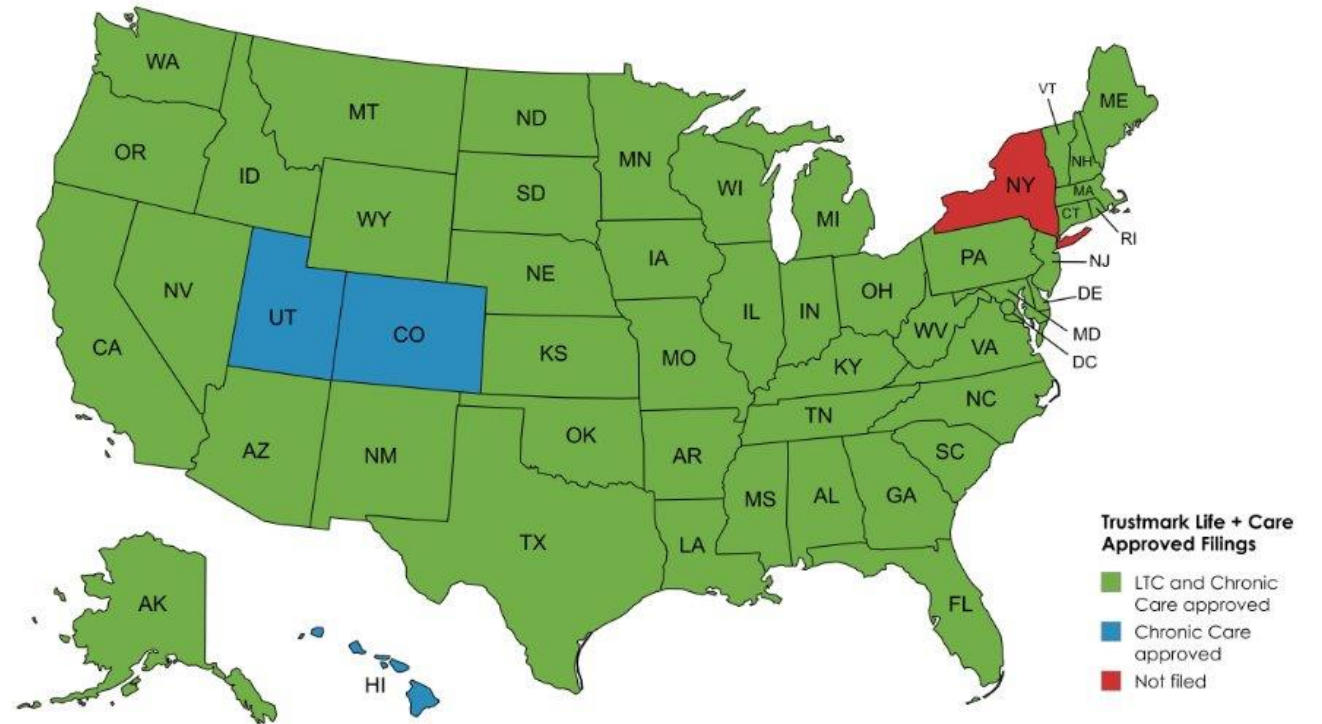 WA
MT
ND
MN
VT
ME
OR
ID
SD
WI
MI
NY
NH
MA
CT
RI
WY
IA
NE
PA
NJ
NV
UT
CO
IL
IN
OH
DE
MD
DC
CA
KS
MO
WV
VA
KY
NC
TN
AZ
NM
OK
AR
SC
MS
AL
GA
TX
LA
FL
AK
HI
Trustmark Life + Care
Approved Filings
LTC and Chronic
Care approved
Chronic Care
approved
Not filed